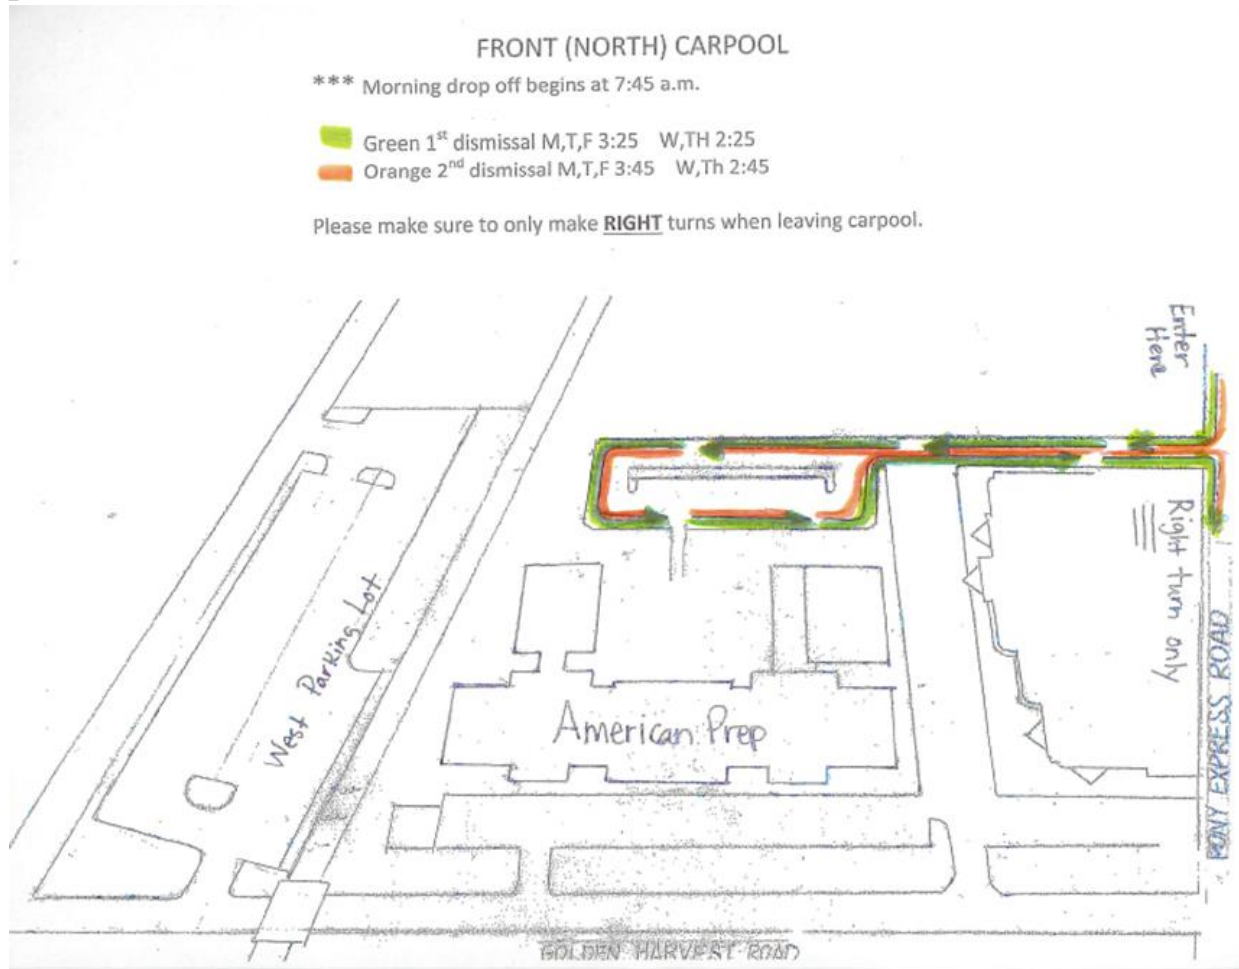 FRONT (NORTH) CARPOOL
*** Morning drop off begins at 7:45 a.m.
Green 1st dismissal M,T,F 3:25 W,TH 2:25
Orange 2nd dismissal M,T,F 3:45 W,Th 2:45
Please make sure to only make RIGHT turns when leaving carpool.
Enter
Here
Right turn only
West Parking Lot
American Prep
PONY EXPRESS ROAD
GOLDEN HARVEST ROAD